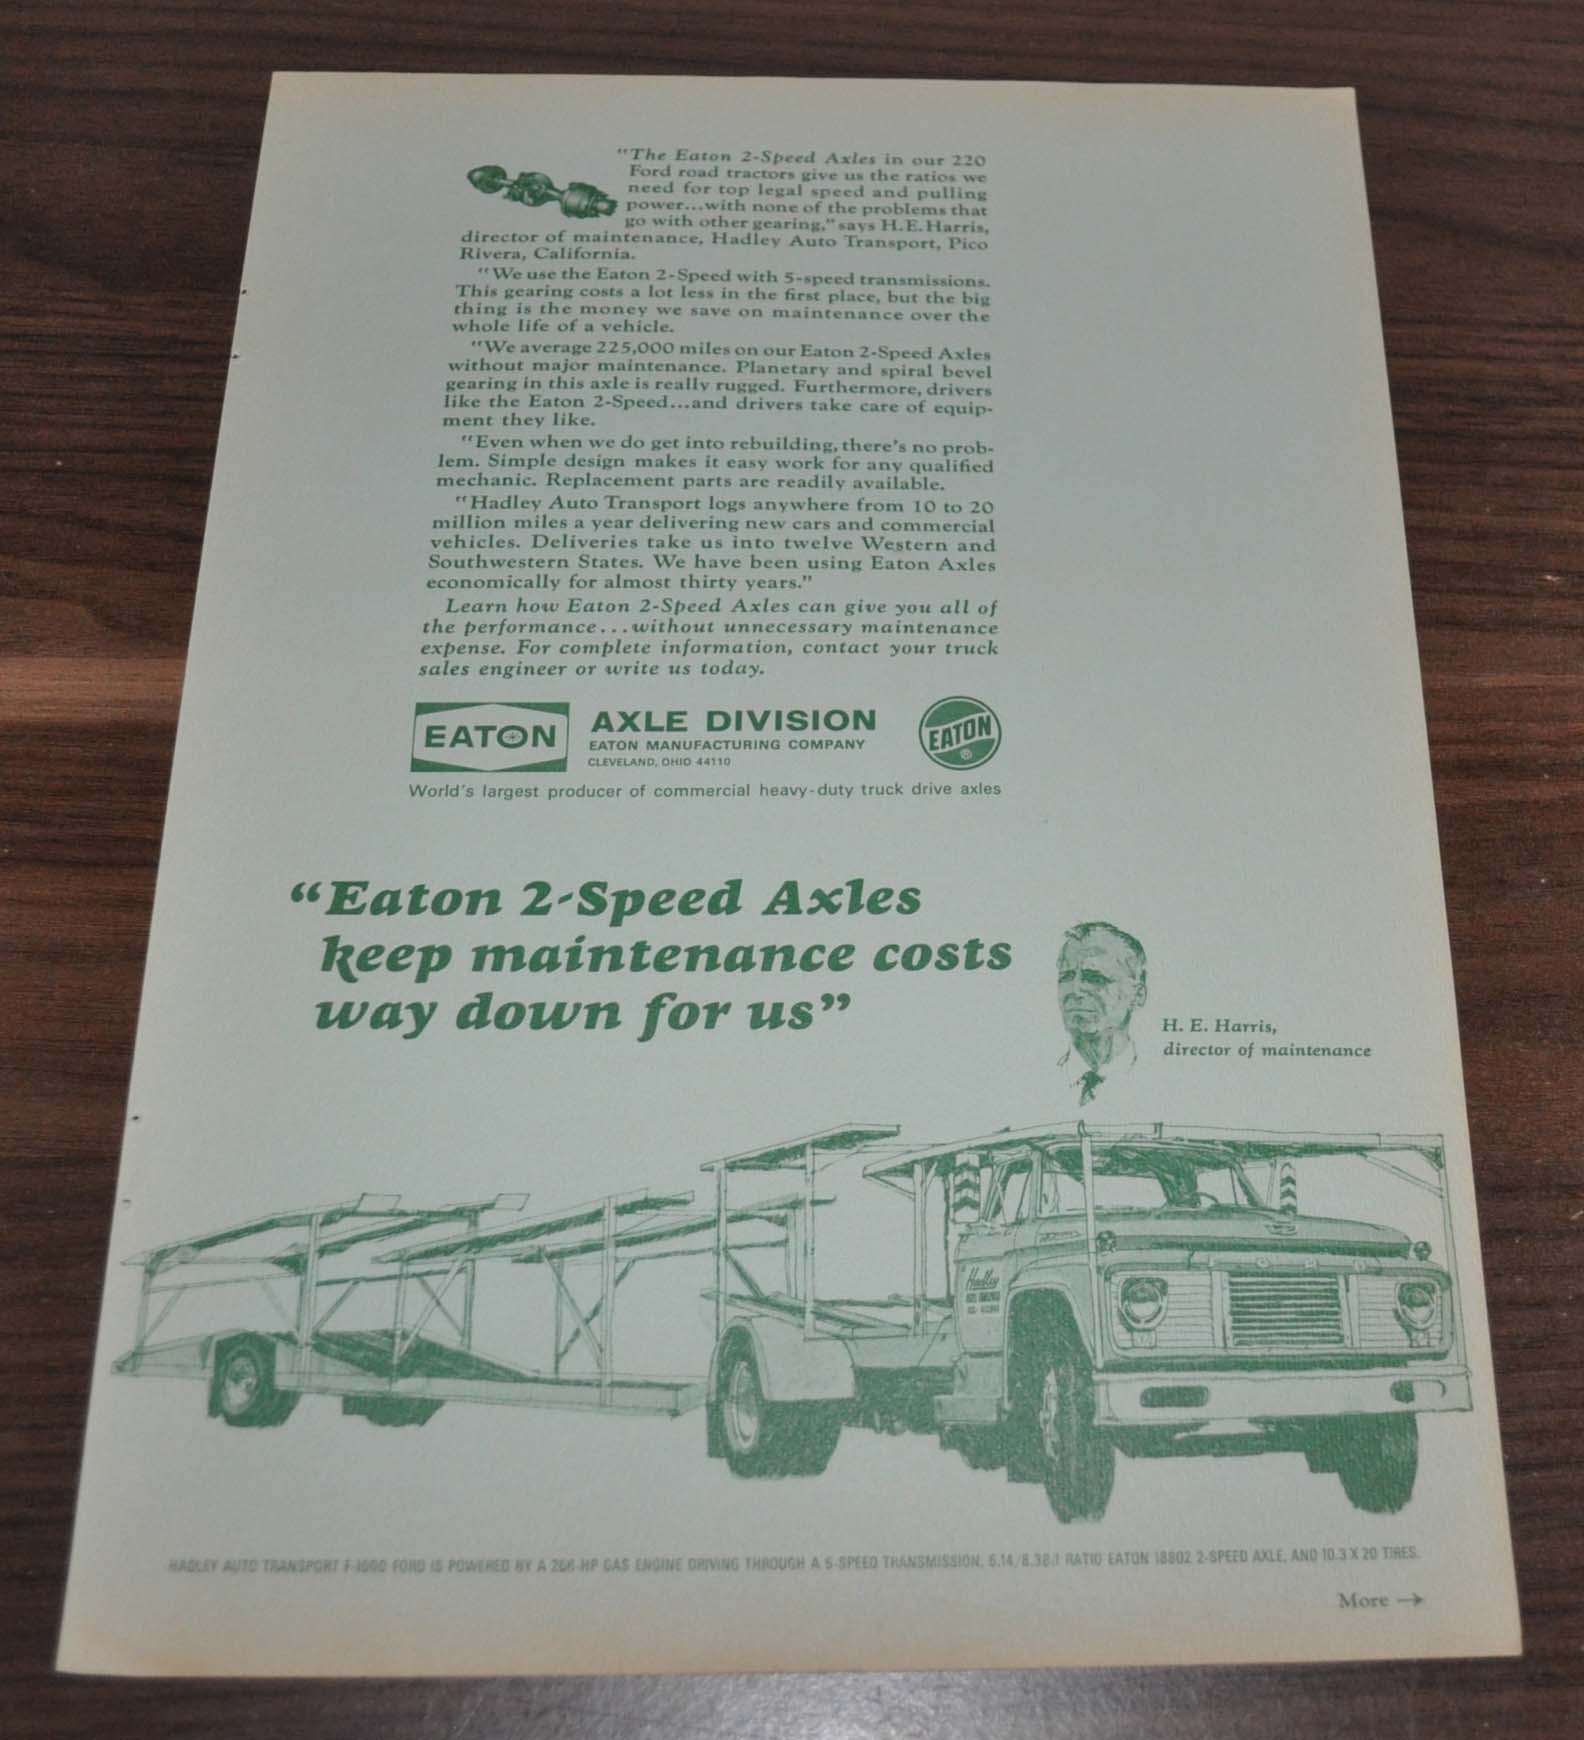 "The Eaton 2-Speed Axles in our 220
Ford road tractors give us the ratios we
need for top legal speed and pulling
power...with none of the problems that
go with other gearing," says H. E. Harris,
director of maintenance, Hadley Auto Transport, Pico
Rivera, California.
"We use the Eaton 2-Speed with 5-speed transmissions.
This gearing costs a lot less in the first place, but the big
thing is the money we save on maintenance over the
whole life of a vehicle.
"We average 225,000 miles on our Eaton 2-Speed Axles
without major maintenance. Planetary and spiral bevel
gearing in this axle is really rugged. Furthermore, drivers
like the Eaton 2-Speed...and drivers take care of equip-
ment they like.
"Even when we do get into rebuilding, there's no prob-
lem. Simple design makes it easy work for any qualified
mechanic. Replacement parts are readily available.
"Hadley Auto Transport logs anywhere from 10 to 20
million miles a year delivering new cars and commercial
vehicles. Deliveries take us into twelve Western and
Southwestern States. We have been using Eaton Axles
economically for almost thirty years."
Learn how Eaton 2-Speed Axles can give you all of
the performance...without unnecessary maintenance
expense. For complete information, contact your truck
sales engineer or write us today.
EATON
AXLE DIVISION
EATON MANUFACTURING COMPANY
CLEVELAND, OHIO 44110
EATON
®
World's largest producer of commercial heavy-duty truck drive axles
"Eaton 2-Speed Axles
keep maintenance costs
way down for us"
H. E. Harris,
director of maintenance
FORD
Hadley
HADLEY AUTO TRANSPORT FORD IS POWERED BY A GAS ENGINE DRIVING THROUGH A 5-SPEED TRANSMISSION, RATIO EATON 18802 2-SPEED AXLE, AND 10.3 X 20 TIRES.
More →